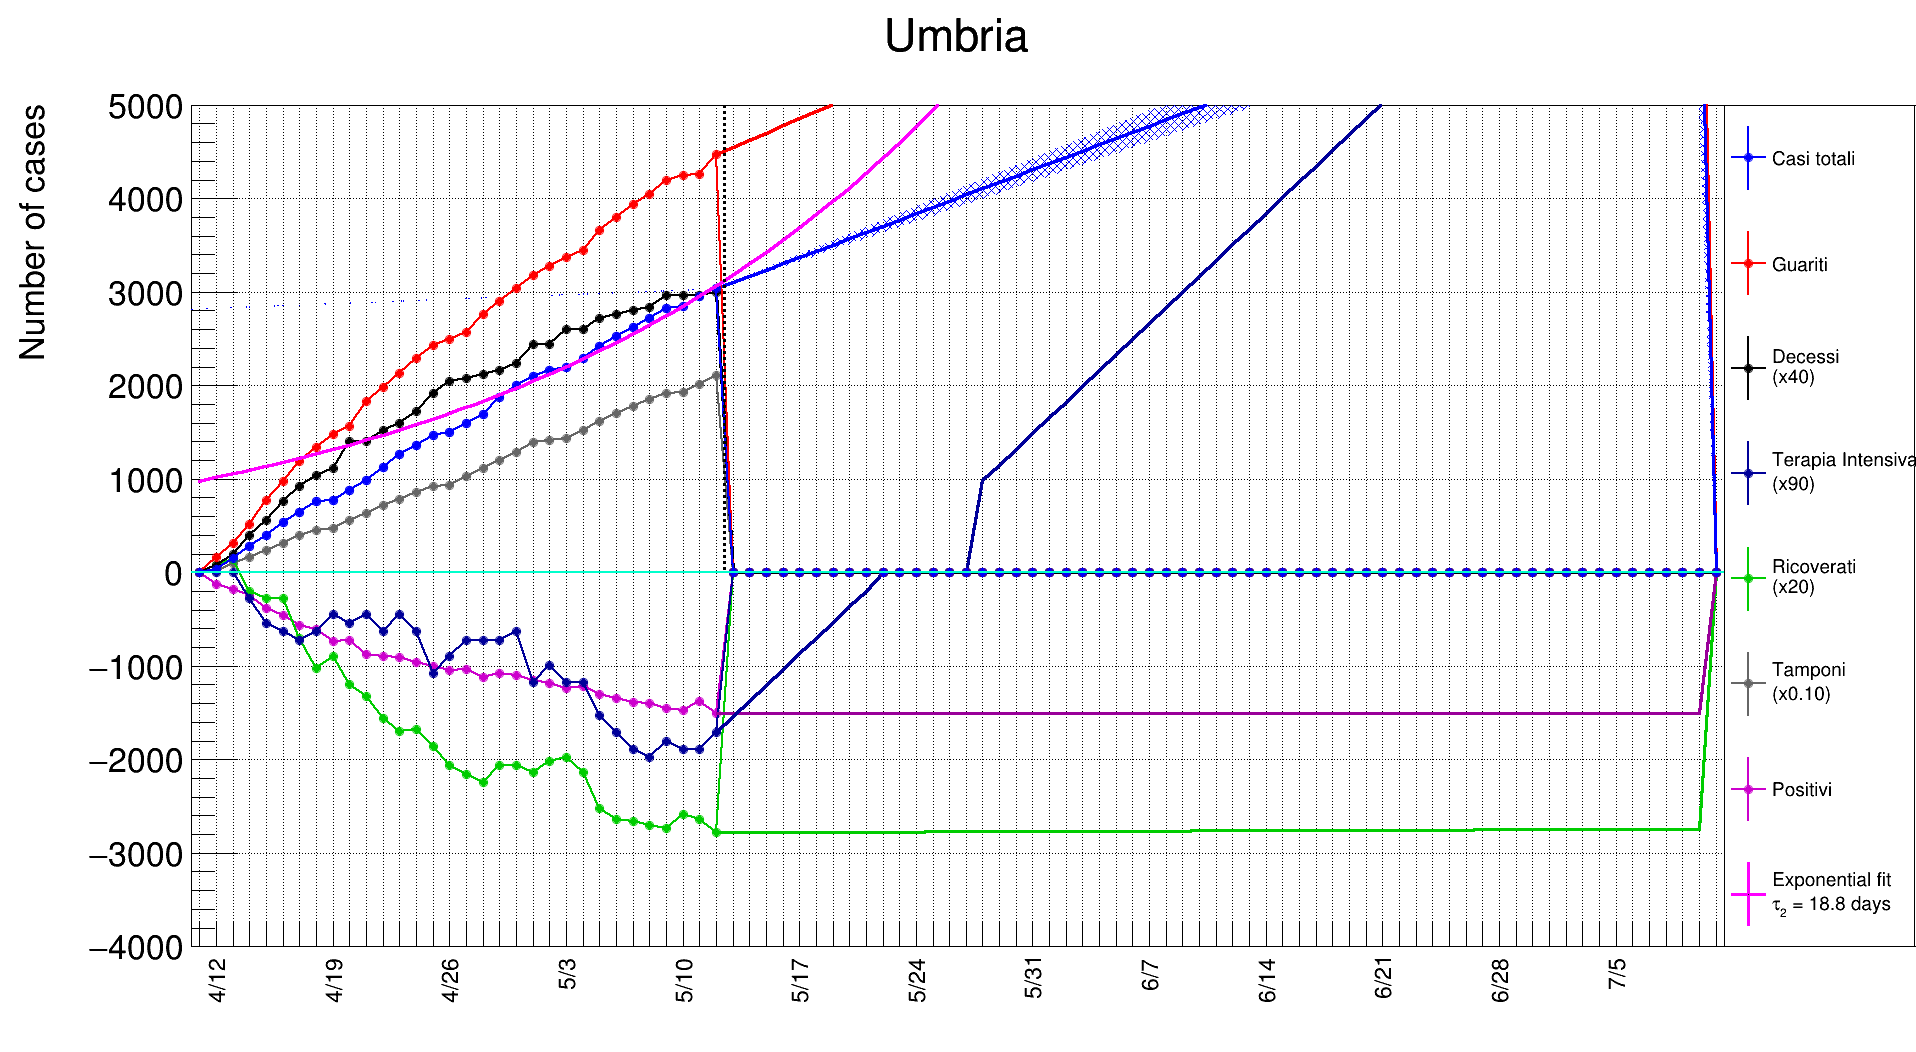 Umbria
Number of cases
5000
4000
3000
2000
1000
0
−1000
−2000
−3000
−4000
4/12
4/19
4/26
5/3
5/10
5/17
5/24
5/31
6/7
6/14
6/21
6/28
7/5
Casi totali
Guariti
Decessi
(x40)
Terapia Intensiva
(x90)
Ricoverati
(x20)
Tamponi
(x0.10)
Positivi
Exponential fit
τ2 = 18.8 days